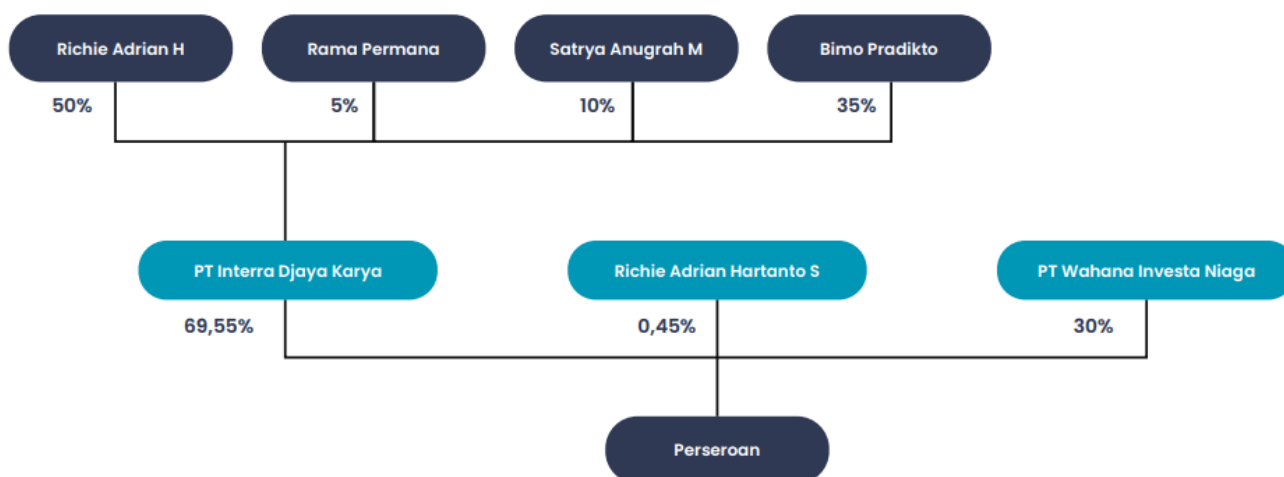 Richie Adrian H
Rama Permana
Satrya Anugrah M
Bimo Pradikto
50%
5%
10%
35%
PT Interra Djaya Karya
Richie Adrian Hartanto S
PT Wahana Investa Niaga
69,55%
0,45%
30%
Perseroan